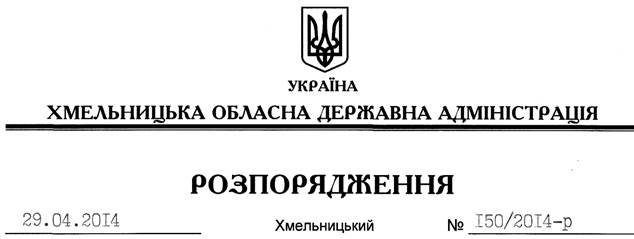 УКРАЇНА
ХМЕЛЬНИЦЬКА ОБЛАСНА ДЕРЖАВНА АДМІНІСТРАЦІЯ
РОЗПОРЯДЖЕННЯ
29.04.2014 Хмельницький № 150/2014-р